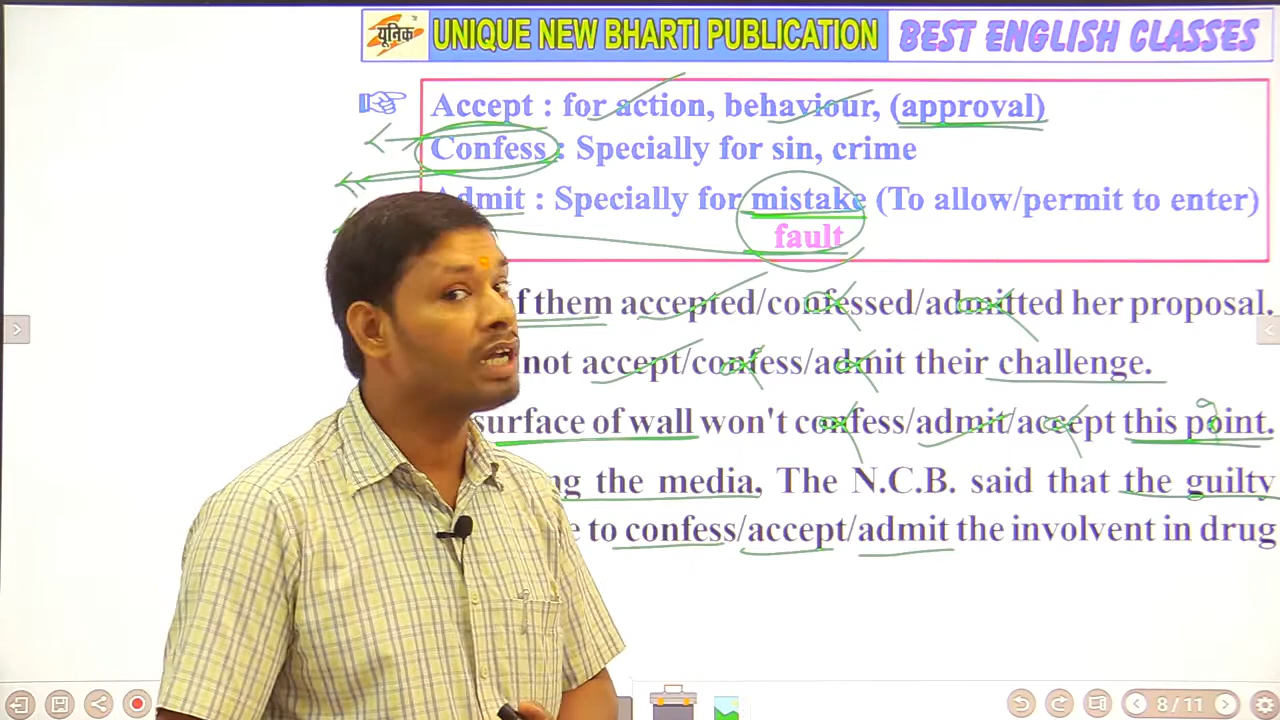 यूनिक UNIQUE NEW BHARTI PUBLICATION BEST ENGLISH CLASSES
Accept : for action, behaviour, (approval)
Confess : Specially for sin, crime
Admit : Specially for mistake (To allow/permit to enter)
fault
f them accepted/confessed/admitted her proposal.
not accept/confess/admit their challenge.
surface of wall won't confess/admit/accept this point.
ng the media, The N.C.B. said that the guilty
e to confess/accept/admit the involvent in drug
8/11